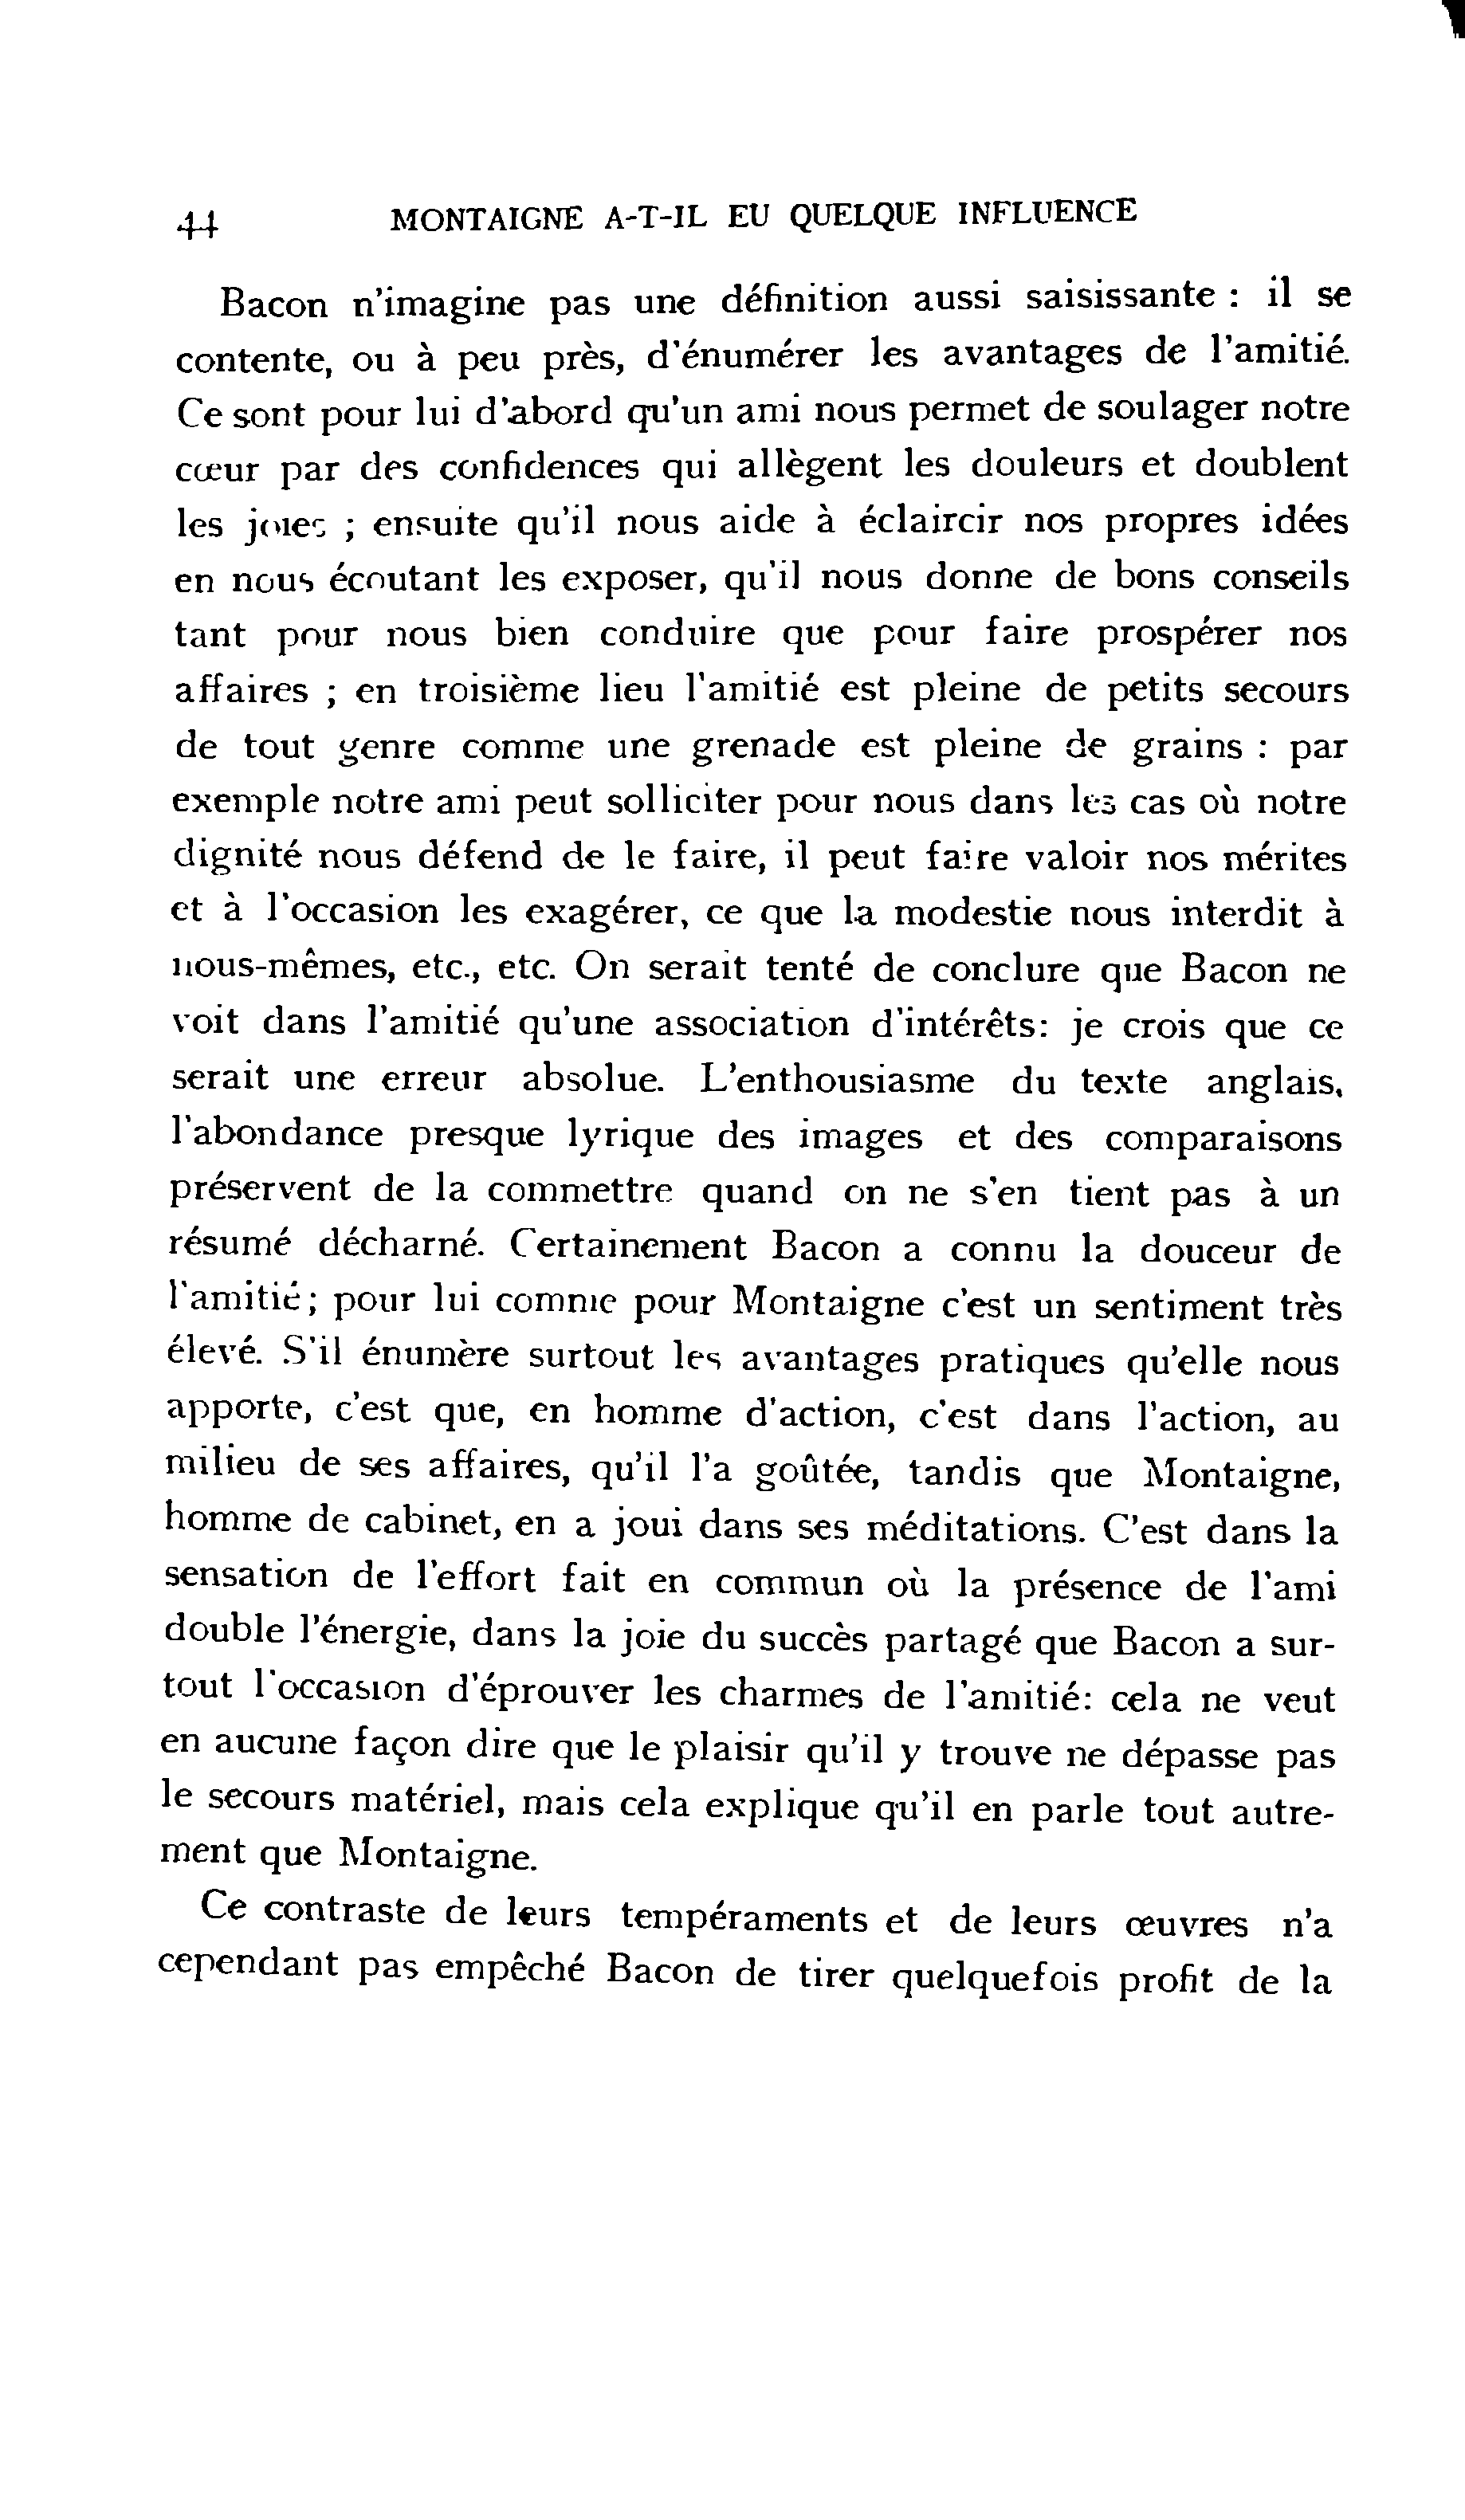 44 MONTAIGNE A-T-IL EU QUELQUE INFLUENCE
Bacon n'imagine pas une définition aussi saisissante : il se
contente, ou à peu près, d'énumérer les avantages de l'amitié.
Ce sont pour lui d'abord qu'un ami nous permet de soulager notre
cœur par des confidences qui allègent les douleurs et doublent
les joies ; ensuite qu'il nous aide à éclaircir nos propres idées
en nous écoutant les exposer, qu'il nous donne de bons conseils
tant pour nous bien conduire que pour faire prospérer nos
affaires ; en troisième lieu l'amitié est pleine de petits secours
de tout genre comme une grenade est pleine de grains : par
exemple notre ami peut solliciter pour nous dans les cas où notre
dignité nous défend de le faire, il peut faire valoir nos mérites
et à l'occasion les exagérer, ce que la modestie nous interdit à
nous-mêmes, etc., etc. On serait tenté de conclure que Bacon ne
voit dans l'amitié qu'une association d'intérêts: je crois que ce
serait une erreur absolue. L'enthousiasme du texte anglais,
l'abondance presque lyrique des images et des comparaisons
préservent de la commettre quand on ne s'en tient pas à un
résumé décharné. Certainement Bacon a connu la douceur de
l'amitié; pour lui comme pour Montaigne c'est un sentiment très
élevé. S'il énumère surtout les avantages pratiques qu'elle nous
apporte, c'est que, en homme d'action, c'est dans l'action, au
milieu de ses affaires, qu'il l'a goûtée, tandis que Montaigne,
homme de cabinet, en a joui dans ses méditations. C'est dans la
sensation de l'effort fait en commun où la présence de l'ami
double l'énergie, dans la joie du succès partagé que Bacon a sur-
tout l'occasion d'éprouver les charmes de l'amitié: cela ne veut
en aucune façon dire que le plaisir qu'il y trouve ne dépasse pas
le secours matériel, mais cela explique qu'il en parle tout autre-
ment que Montaigne.
Ce contraste de leurs tempéraments et de leurs œuvres n'a
cependant pas empêché Bacon de tirer quelquefois profit de la